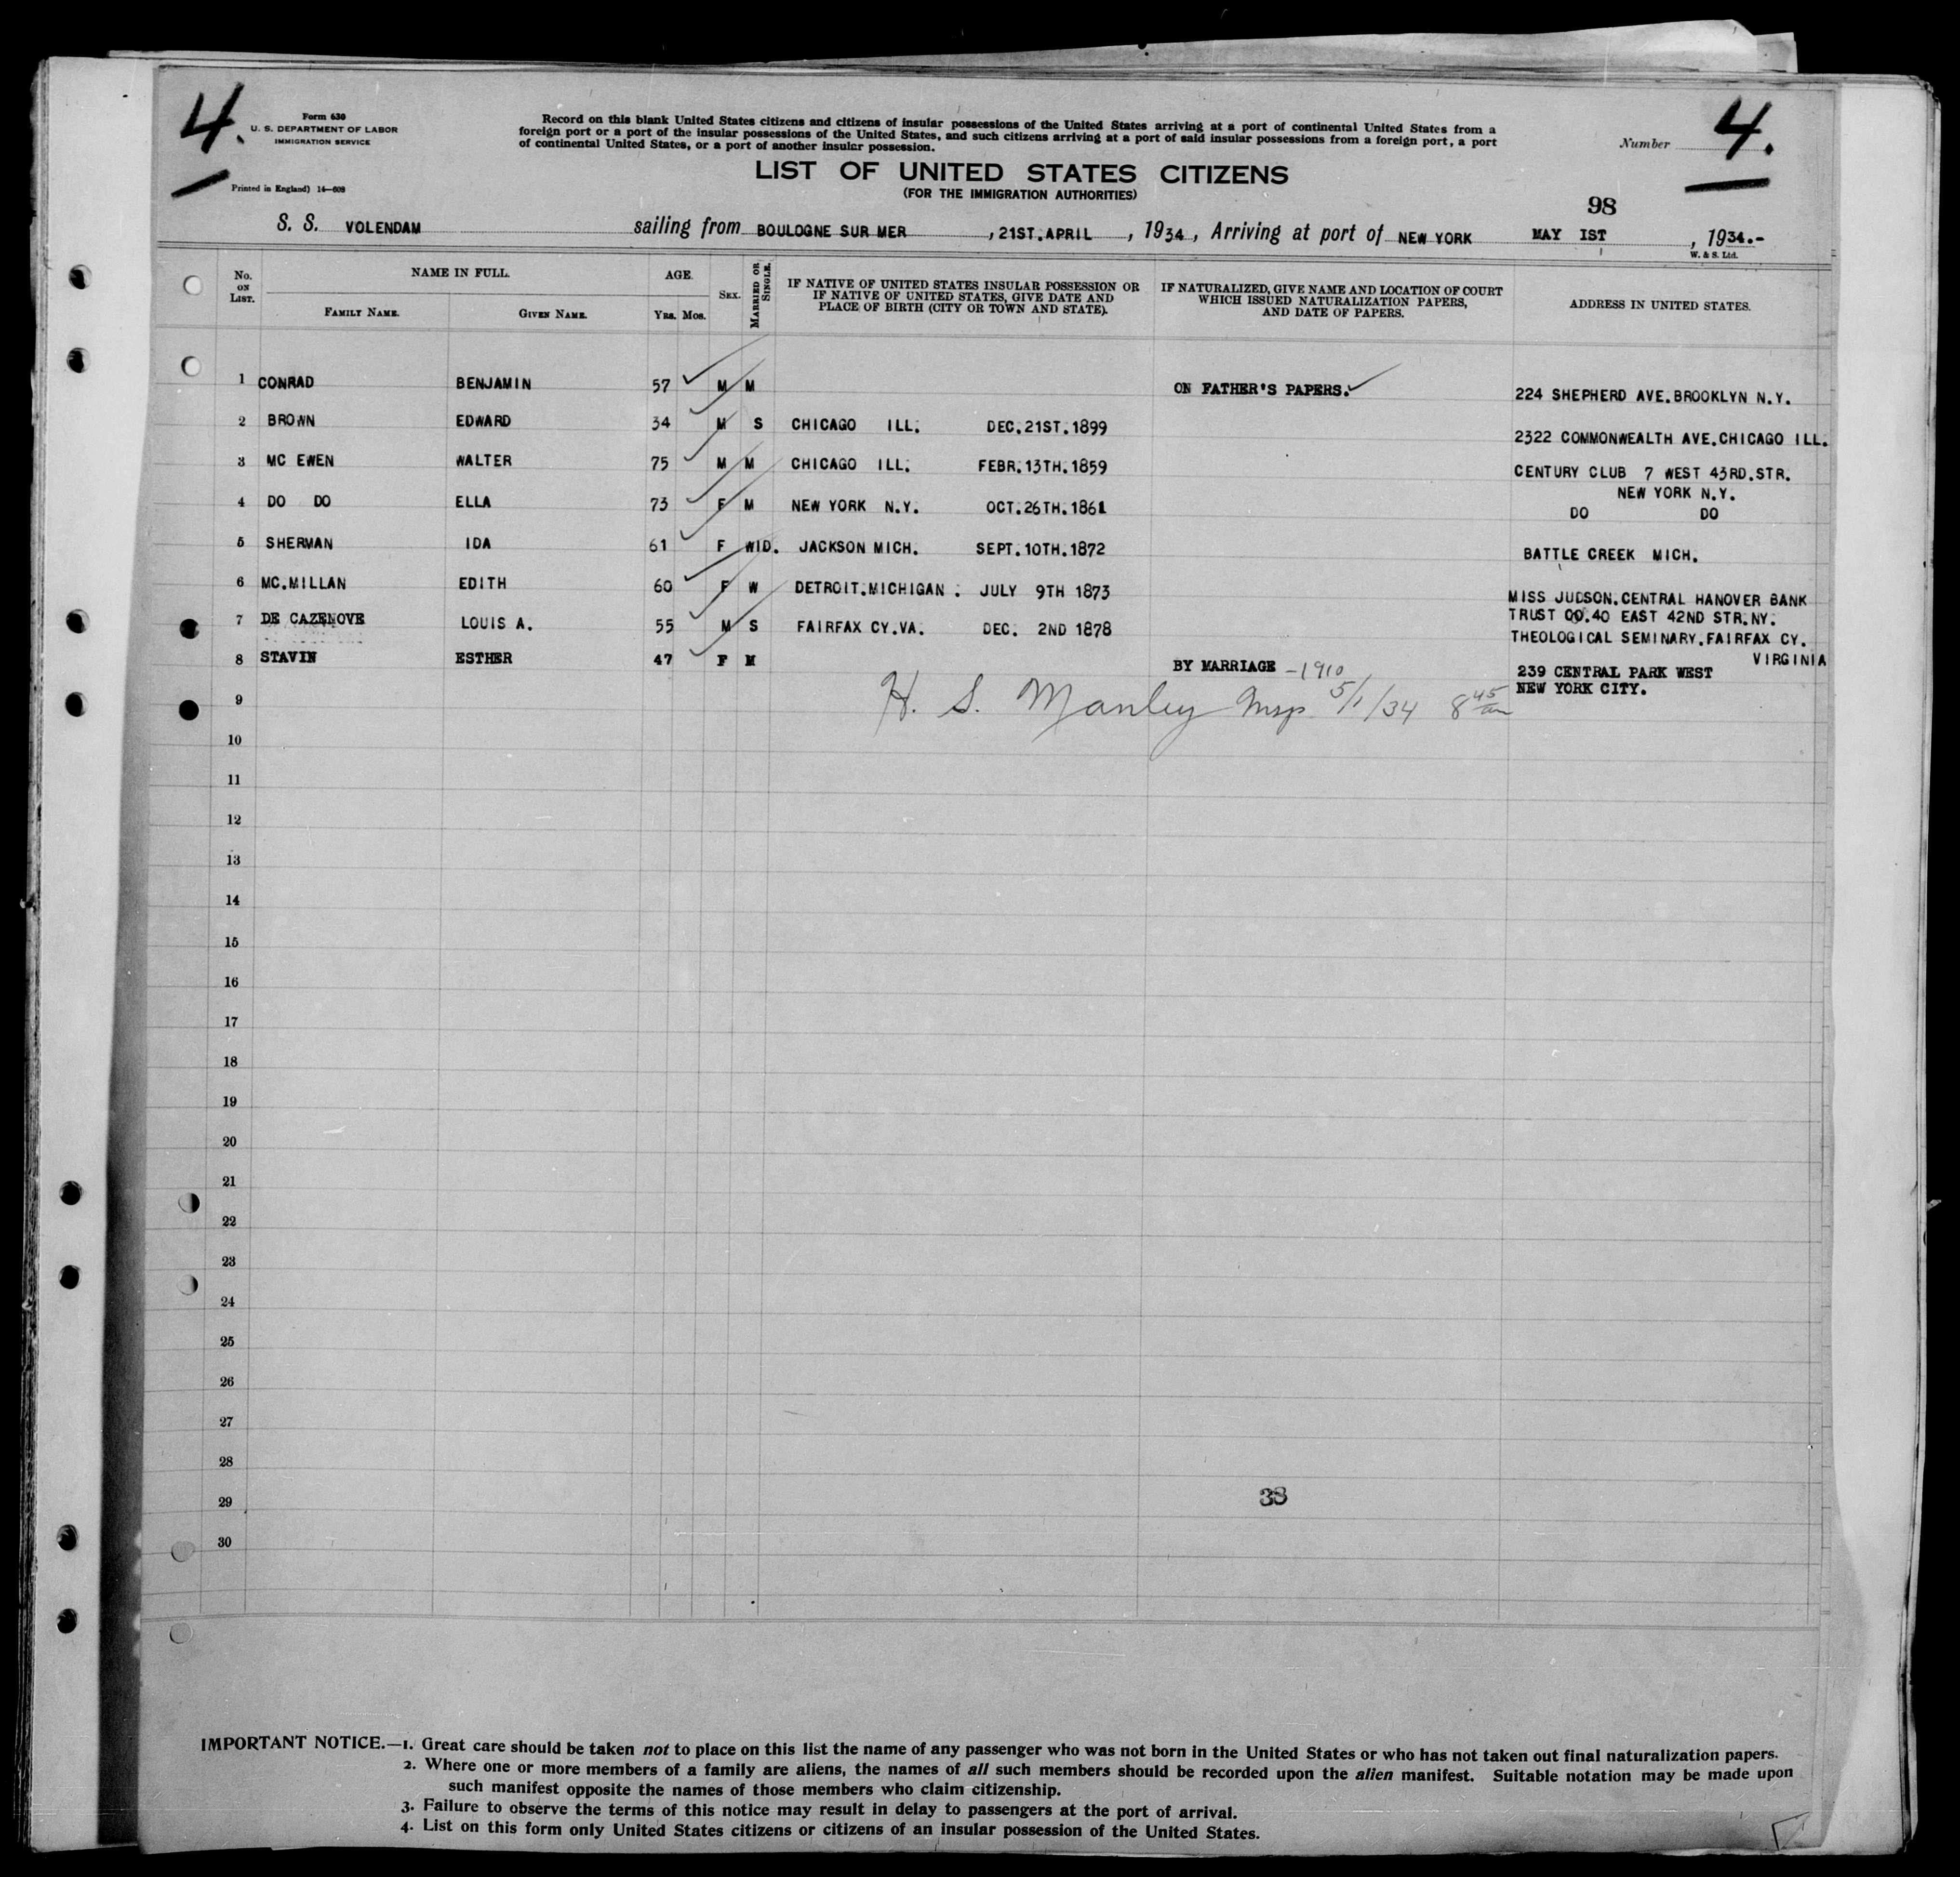 4.
Form 630
U. S. DEPARTMENT OF LABOR
IMMIGRATION SERVICE
Printed in England) 14—608
Record on this blank United States citizens and citizens of insular possessions of the United States arriving at a port of continental United States from a
foreign port or a port of the insular possessions of the United States, and such citizens arriving at a port of said insular possessions from a foreign port, a port
of continental United States, or a port of another insular possession.
Number 4.
LIST OF UNITED STATES CITIZENS
(FOR THE IMMIGRATION AUTHORITIES)
98
S. S. VOLENDAM sailing from BOULOGNE SUR MER , 21ST.APRIL , 1934, Arriving at port of NEW YORK MAY IST , 1934.-
W. & S. Ltd.
No. ON LIST. NAME IN FULL. AGE. SEX. MARRIED OR SINGLE. IF NATIVE OF UNITED STATES INSULAR POSSESSION OR IF NATIVE OF UNITED STATES, GIVE DATE AND PLACE OF BIRTH (CITY OR TOWN AND STATE). IF NATURALIZED, GIVE NAME AND LOCATION OF COURT WHICH ISSUED NATURALIZATION PAPERS, AND DATE OF PAPERS. ADDRESS IN UNITED STATES.
FAMILY NAME. GIVEN NAME. YRS. MOS.
1 CONRAD BENJAMIN 57 M M ON FATHER'S PAPERS. 224 SHEPHERD AVE.BROOKLYN N.Y.
2 BROWN EDWARD 34 M S CHICAGO ILL. DEC.21ST.1899 2322 COMMONWEALTH AVE.CHICAGO ILL.
3 MC EWEN WALTER 75 M M CHICAGO ILL. FEBR.13TH.1859 CENTURY CLUB 7 WEST 43RD.STR.
NEW YORK N.Y.
4 DO DO ELLA 73 F M NEW YORK N.Y. OCT.26TH.1861 DO DO
5 SHERMAN IDA 61 F WID. JACKSON MICH. SEPT.10TH.1872 BATTLE CREEK MICH.
6 MC.MILLAN EDITH 60 F W DETROIT.MICHIGAN . JULY 9TH 1873 MISS JUDSON.CENTRAL HANOVER BANK
TRUST CO.40 EAST 42ND STR.NY.
7 DE CAZENOVE LOUIS A. 55 M S FAIRFAX CY.VA. DEC. 2ND 1878 THEOLOGICAL SEMINARY.FAIRFAX CY.
VIRGINIA
8 STAVIN ESTHER 47 F M BY MARRIAGE -1910 239 CENTRAL PARK WEST
NEW YORK CITY.
H. S. Manley Insp 5/1/34 8 45 am
9
10
11
12
13
14
15
16
17
18
19
20
21
22
23
24
25
26
27
28
29 38
30
IMPORTANT NOTICE.—1. Great care should be taken not to place on this list the name of any passenger who was not born in the United States or who has not taken out final naturalization papers.
2. Where one or more members of a family are aliens, the names of all such members should be recorded upon the alien manifest. Suitable notation may be made upon
such manifest opposite the names of those members who claim citizenship.
3. Failure to observe the terms of this notice may result in delay to passengers at the port of arrival.
4. List on this form only United States citizens or citizens of an insular possession of the United States.